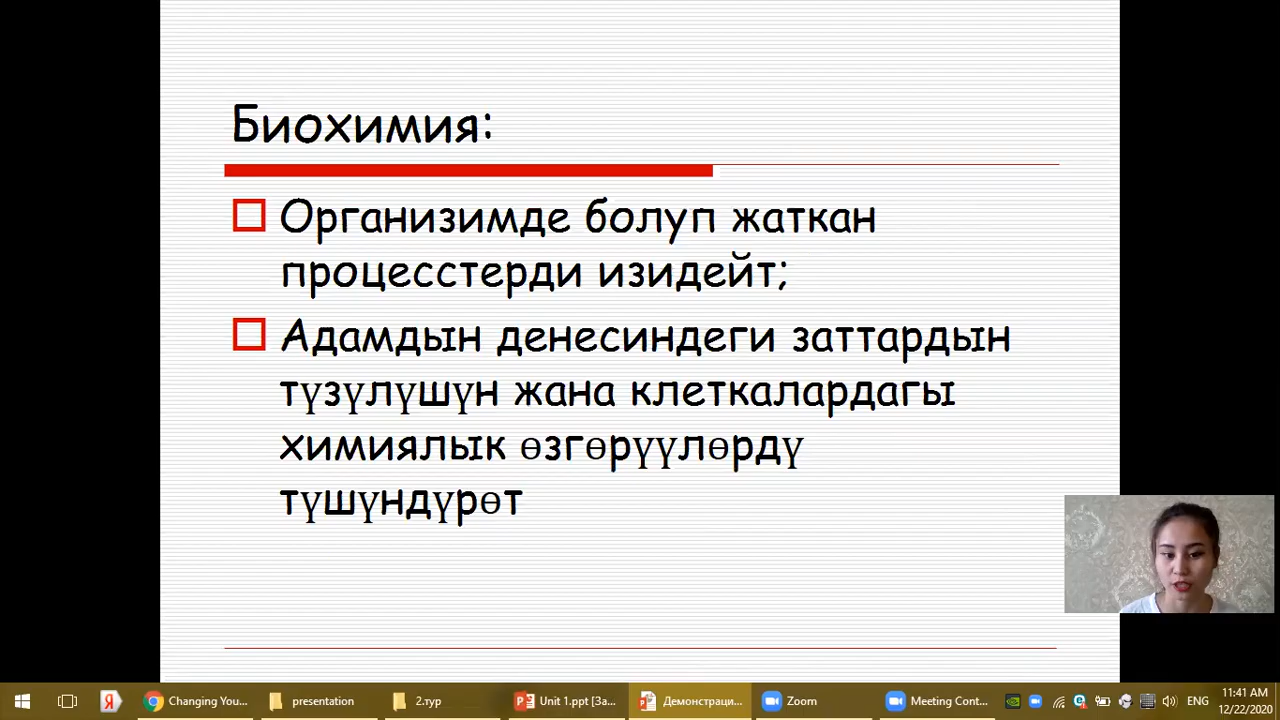 Биохимия:
Организимде болуп жаткан
процесстерди изидейт;
Адамдын денесиндеги заттардын
түзүлүшүн жана клеткалардагы
химиялык өзгөрүүлөрдү
түшүндүрөт
Changing You...
presentation
2.тур
Unit 1.ppt [За...
Демонстраци...
Zoom
Meeting Cont...
ENG
11:41 AM
12/22/2020